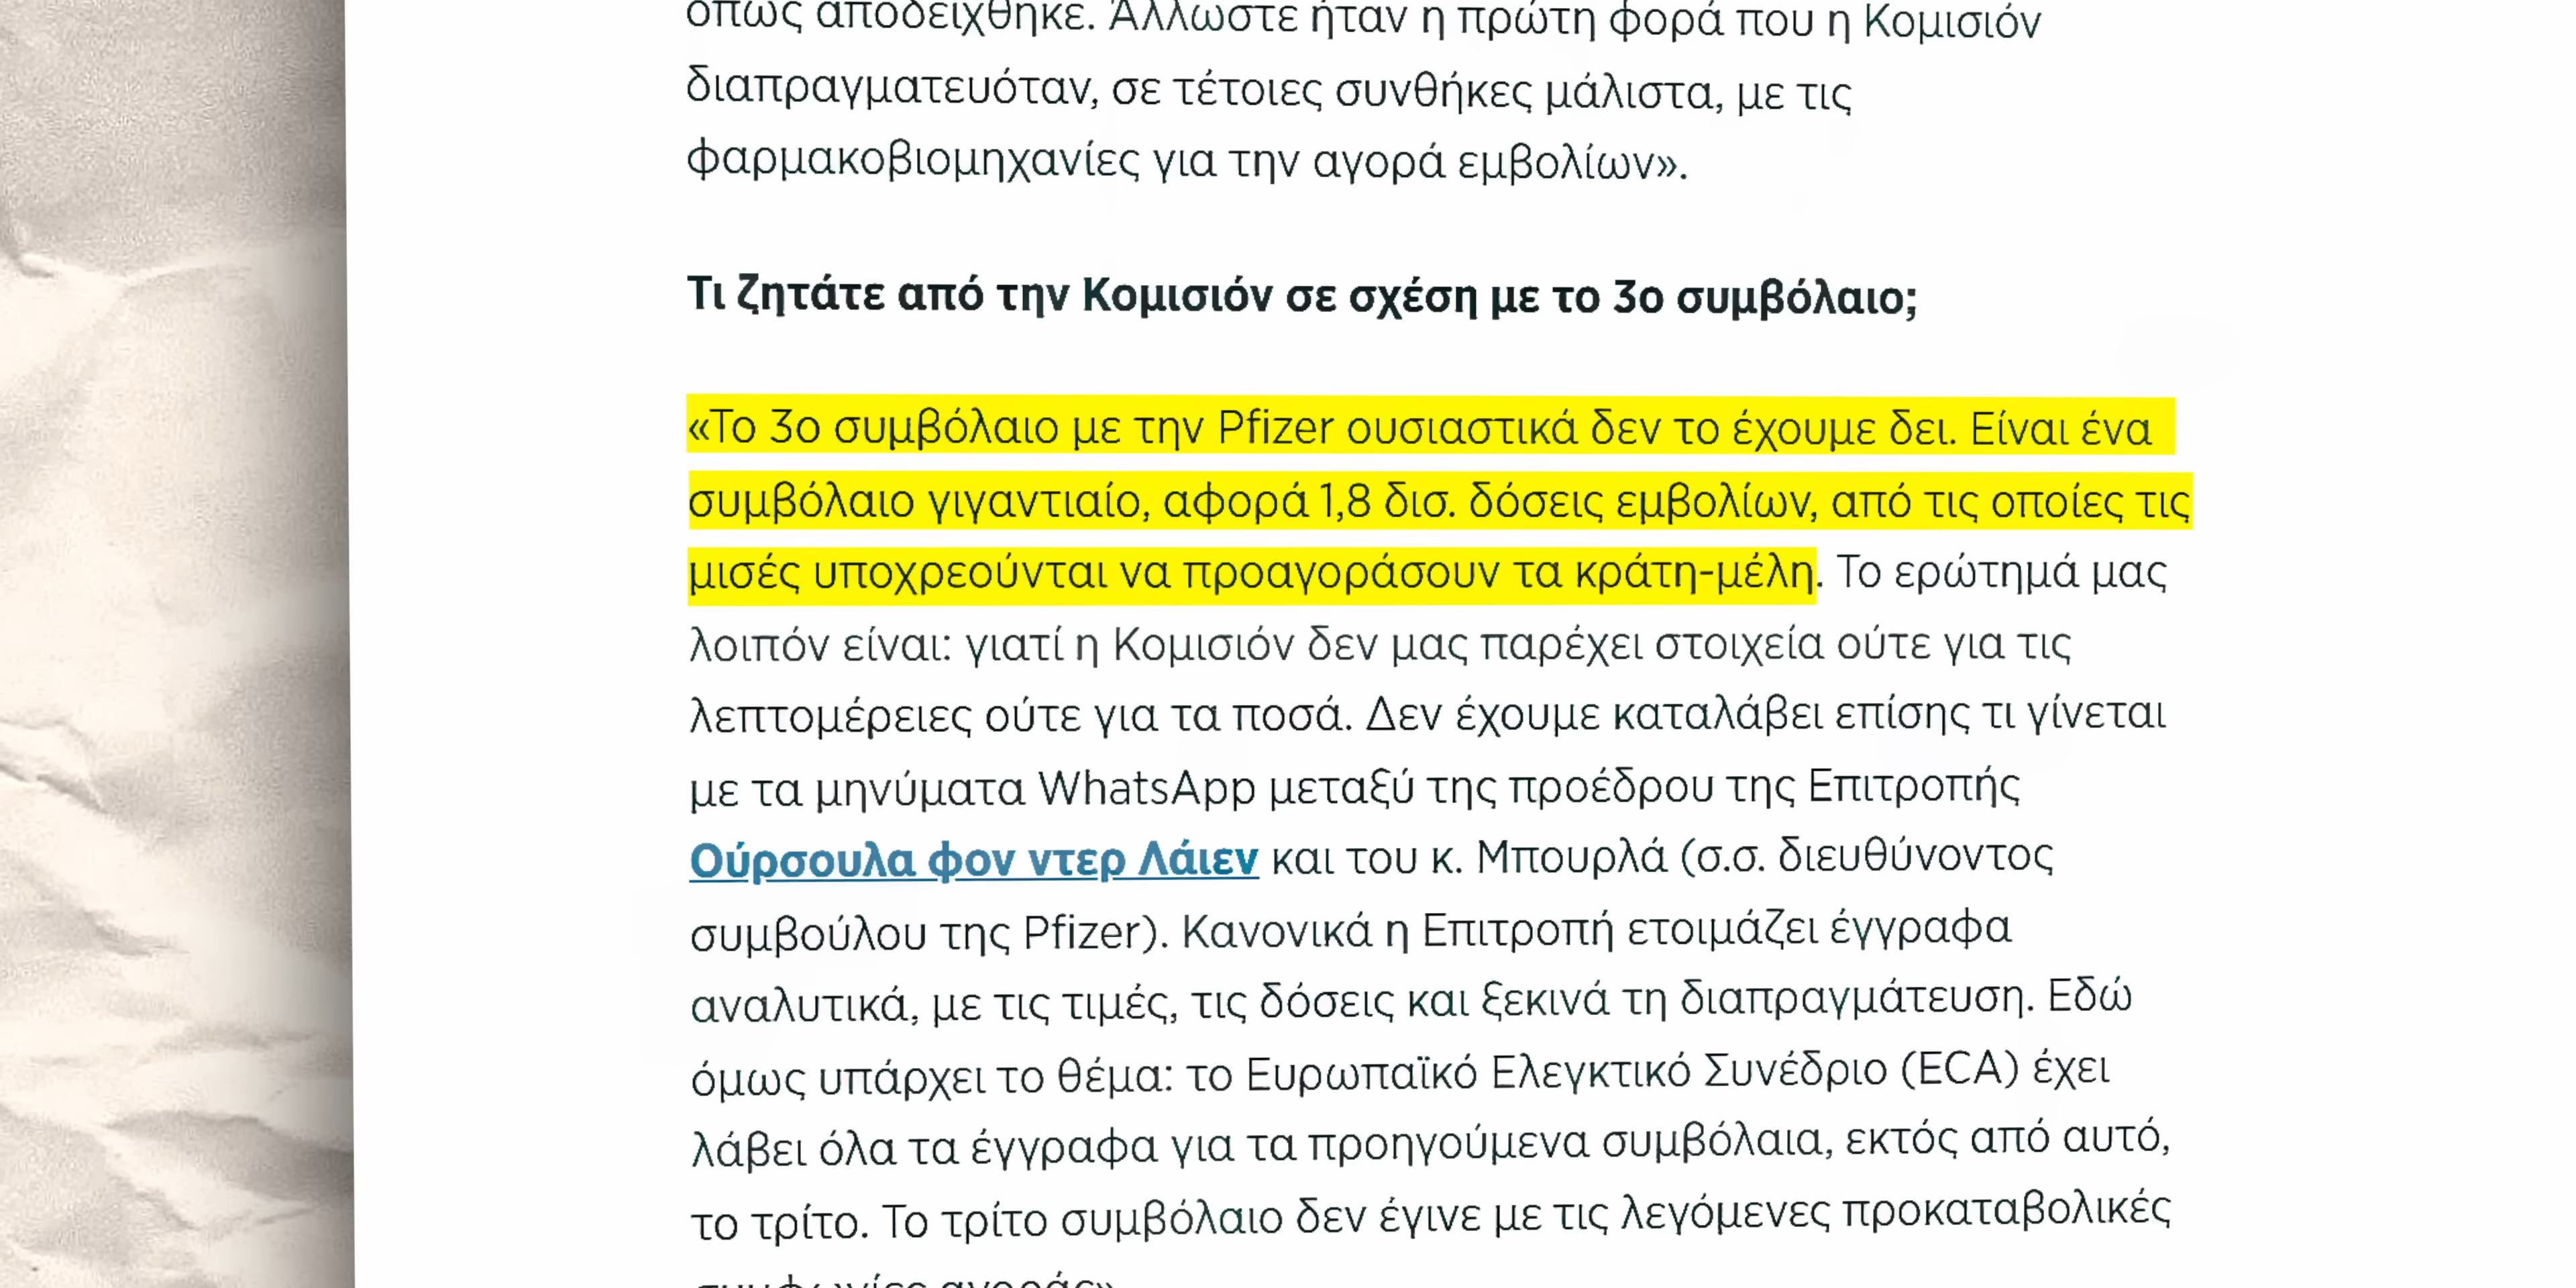 όπως αποδείχθηκε. Άλλωστε ήταν η πρώτη φορά που η Κομισιόν
διαπραγματευόταν, σε τέτοιες συνθήκες μάλιστα, με τις
φαρμακοβιομηχανίες για την αγορά εμβολίων».
Τι ζητάτε από την Κομισιόν σε σχέση με το 3ο συμβόλαιο;
«Το 3ο συμβόλαιο με την Pfizer ουσιαστικά δεν το έχουμε δει. Είναι ένα
συμβόλαιο γιγαντιαίο, αφορά 1,8 δισ. δόσεις εμβολίων, από τις οποίες τις
μισές υποχρεούνται να προαγοράσουν τα κράτη-μέλη. Το ερώτημά μας
λοιπόν είναι: γιατί η Κομισιόν δεν μας παρέχει στοιχεία ούτε για τις
λεπτομέρειες ούτε για τα ποσά. Δεν έχουμε καταλάβει επίσης τι γίνεται
με τα μηνύματα WhatsApp μεταξύ της προέδρου της Επιτροπής
Ούρσουλα φον ντερ Λάιεν και του κ. Μπουρλά (σ.σ. διευθύνοντος
συμβούλου της Pfizer). Κανονικά η Επιτροπή ετοιμάζει έγγραφα
αναλυτικά, με τις τιμές, τις δόσεις και ξεκινά τη διαπραγμάτευση. Εδώ
όμως υπάρχει το θέμα: το Ευρωπαϊκό Ελεγκτικό Συνέδριο (ECA) έχει
λάβει όλα τα έγγραφα για τα προηγούμενα συμβόλαια, εκτός από αυτό,
το τρίτο. Το τρίτο συμβόλαιο δεν έγινε με τις λεγόμενες προκαταβολικές
συμφωνίες αγοράς»